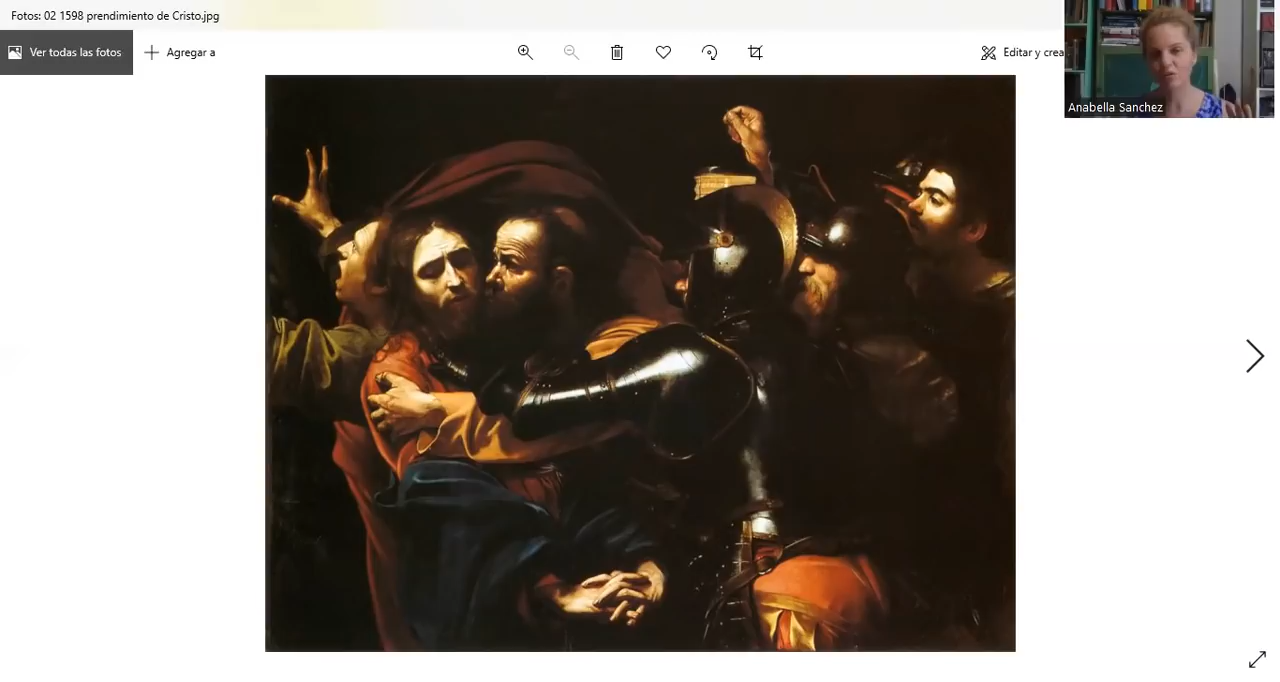 Fotos: 02 1598 prendimiento de Cristo.jpg
Ver todas las fotos
Agregar a
Editar y crea
Anabella Sanchez